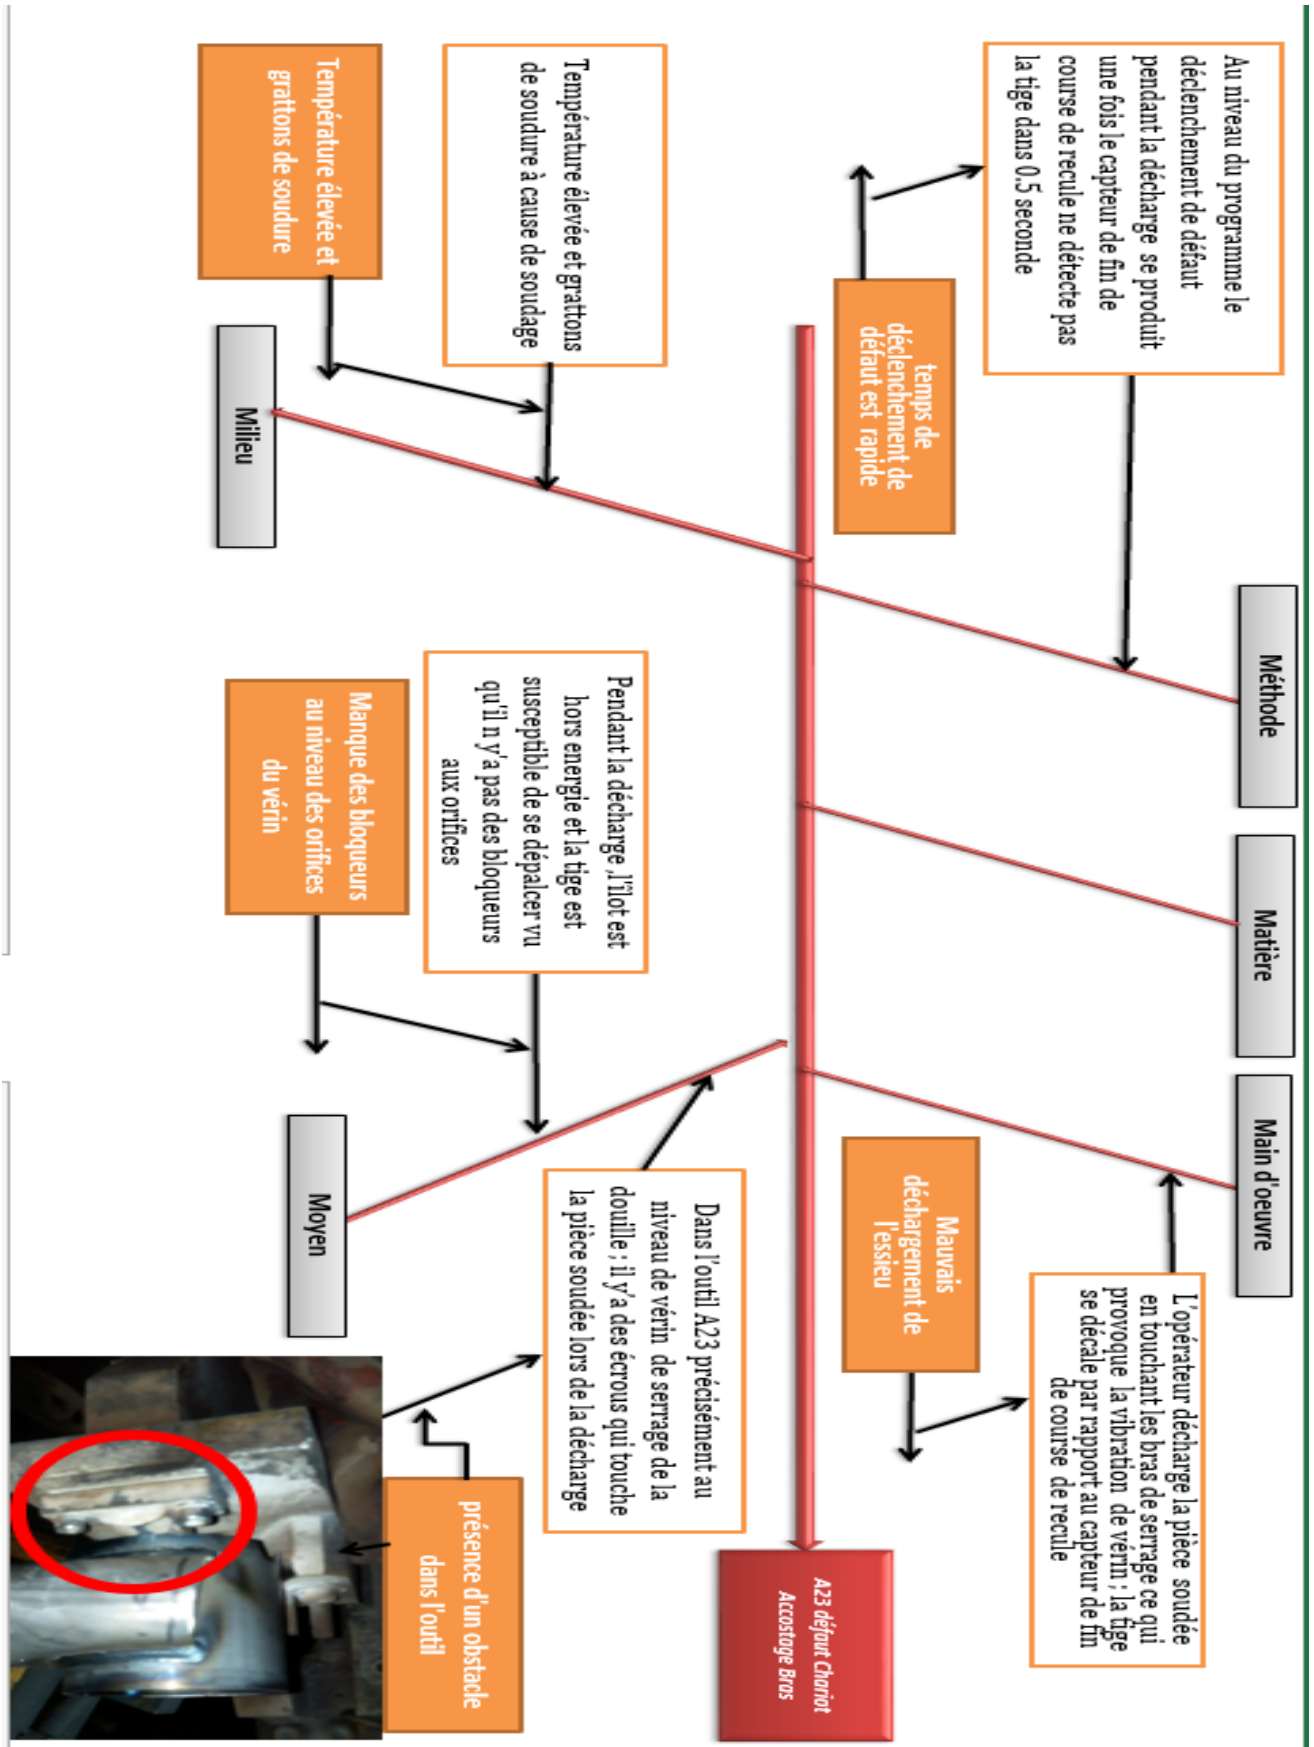 Méthode
Matière
Main d'oeuvre
Au niveau du programme le
déclenchement de défaut
pendant la décharge se produit
une fois le capteur de fin de
course de recule ne détecte pas
la tige dans 0.5 seconde
temps de
déclenchement de
défaut est rapide
L'opérateur décharge la pièce soudée
en touchant les bras de serrage ce qui
provoque la vibration de vérin ; la tige
se décale par rapport au capteur de fin
de course de recule
Mauvais
déchargement de
l'essieu
A23 défaut Chariot
Accostage Bras
Température élevée et grattons
de soudure à cause de soudage
Température élevée et
grattons de soudure
Milieu
Pendant la décharge ,l'îlot est
hors energie et la tige est
susceptible de se dépalcer vu
qu'il n y'a pas des bloqueurs
aux orifices
Manque des bloqueurs
au niveau des orifices
du vérin
Dans l'outil A23 précisément au
niveau de vérin de serrage de la
douille ; il y'a des écrous qui touche
la pièce soudée lors de la décharge
Moyen
présence d'un obstacle
dans l'outil